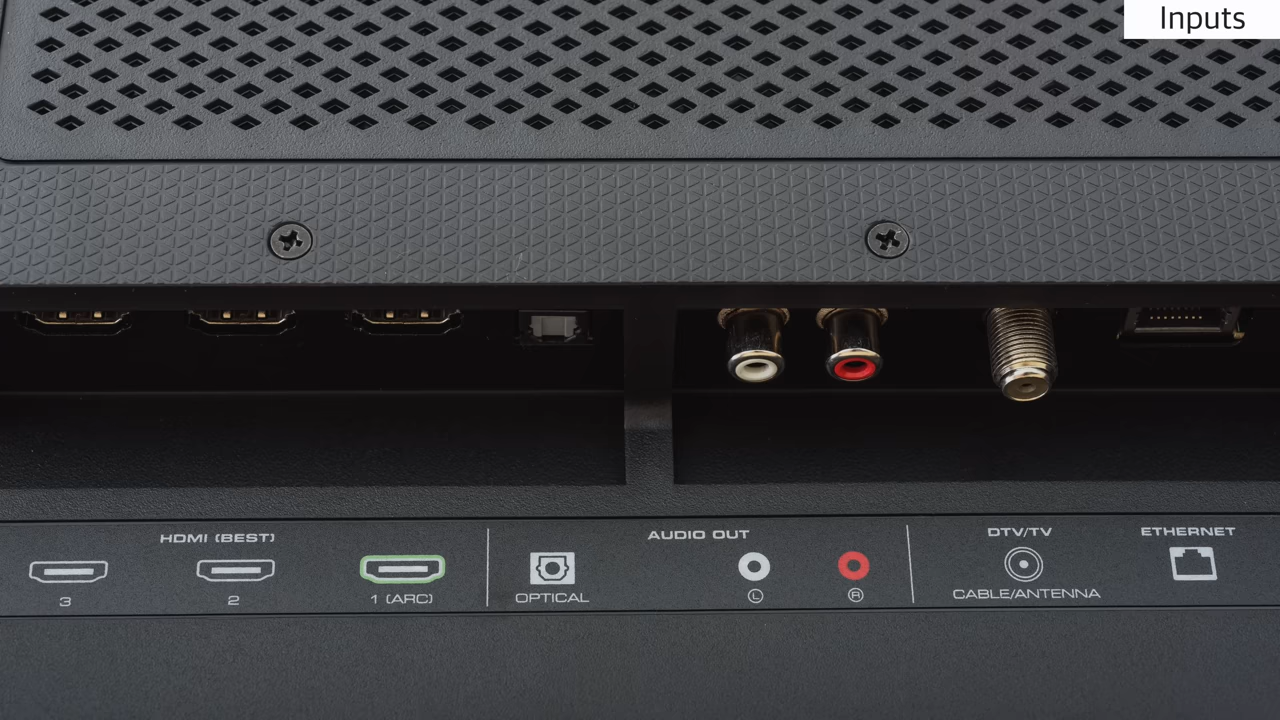 Inputs
HDMI (BEST)
3
2
1 (ARC)
AUDIO OUT
OPTICAL
L
R
DTV/TV
CABLE/ANTENNA
ETHERNET